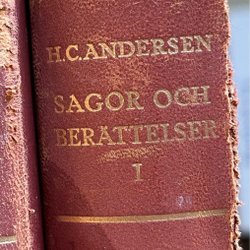 H.C.ANDERSEN
SAGOR OCH
BERÄTTELSER
I